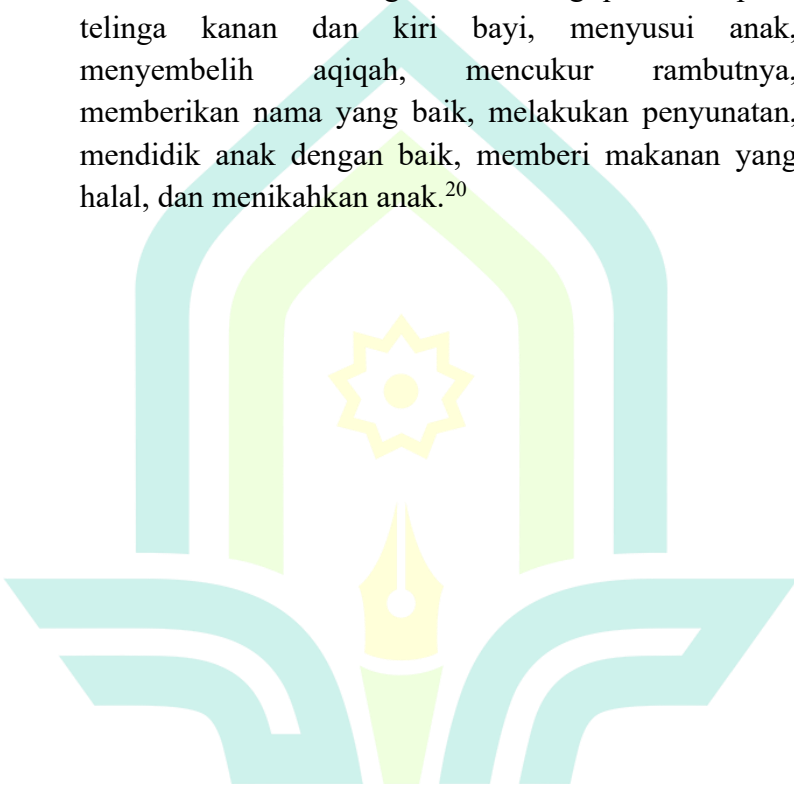 telinga kanan dan kiri bayi, menyusui anak,
menyembelih aqiqah, mencukur rambutnya,
memberikan nama yang baik, melakukan penyunatan,
mendidik anak dengan baik, memberi makanan yang
halal, dan menikahkan anak.20